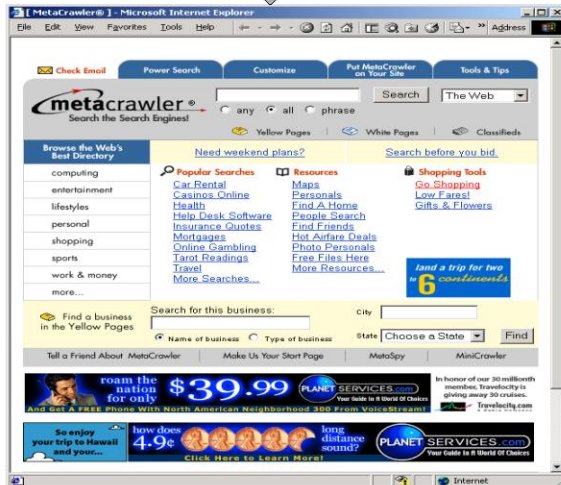 [ MetaCrawler® ] - Microsoft Internet Explorer
File Edit View Favorites Tools Help » Address
Check Email Power Search Customize Put MetaCrawler on Your Site Tools & Tips
metacrawler®
Search the Search Engines!
Search The Web
any all phrase
Yellow Pages | White Pages | Classifieds
Browse the Web's Best Directory
Need weekend plans? Search before you bid.
computing
entertainment
lifestyles
personal
shopping
sports
work & money
more...
Popular Searches
Car Rental
Casinos Online
Health
Help Desk Software
Insurance Quotes
Mortgages
Online Gambling
Tarot Readings
Travel
More Searches...
Resources
Maps
Personals
Find A Home
People Search
Find Friends
Hot Airfare Deals
Photo Personals
Free Files Here
More Resources...
Shopping Tools
Go Shopping
Low Fares!
Gifts & Flowers
land a trip for two
to 6 continents
Find a business
in the Yellow Pages
Search for this business:
City
Name of business Type of business
State Choose a State Find
Tell a Friend About MetaCrawler | Make Us Your Start Page | MetaSpy | MiniCrawler
roam the
nation
for only
$39.99
PLANET SERVICES.com
Your Guide In A World Of Choices
And Get A FREE Phone With North American Neighborhood 300 From VoiceStream!
In honor of our 30 millionth
member, Travelocity is
giving away 30 cruises.
Travelocity.com
So enjoy
your trip to Hawaii
and your...
how does
4.9¢
long
distance
sound?
Click Here to Learn More!
PLANET SERVICES.com
Your Guide In A World Of Choices
Internet